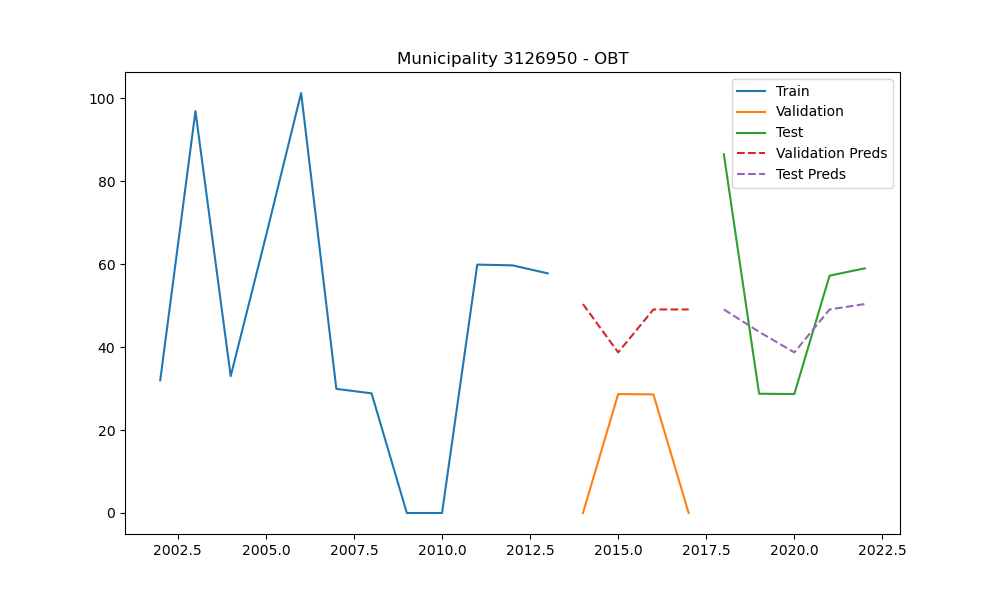 Municipality 3126950 - OBT
Train
Validation
Test
Validation Preds
Test Preds
100
80
60
40
20
0
2002.5 2005.0 2007.5 2010.0 2012.5 2015.0 2017.5 2020.0 2022.5